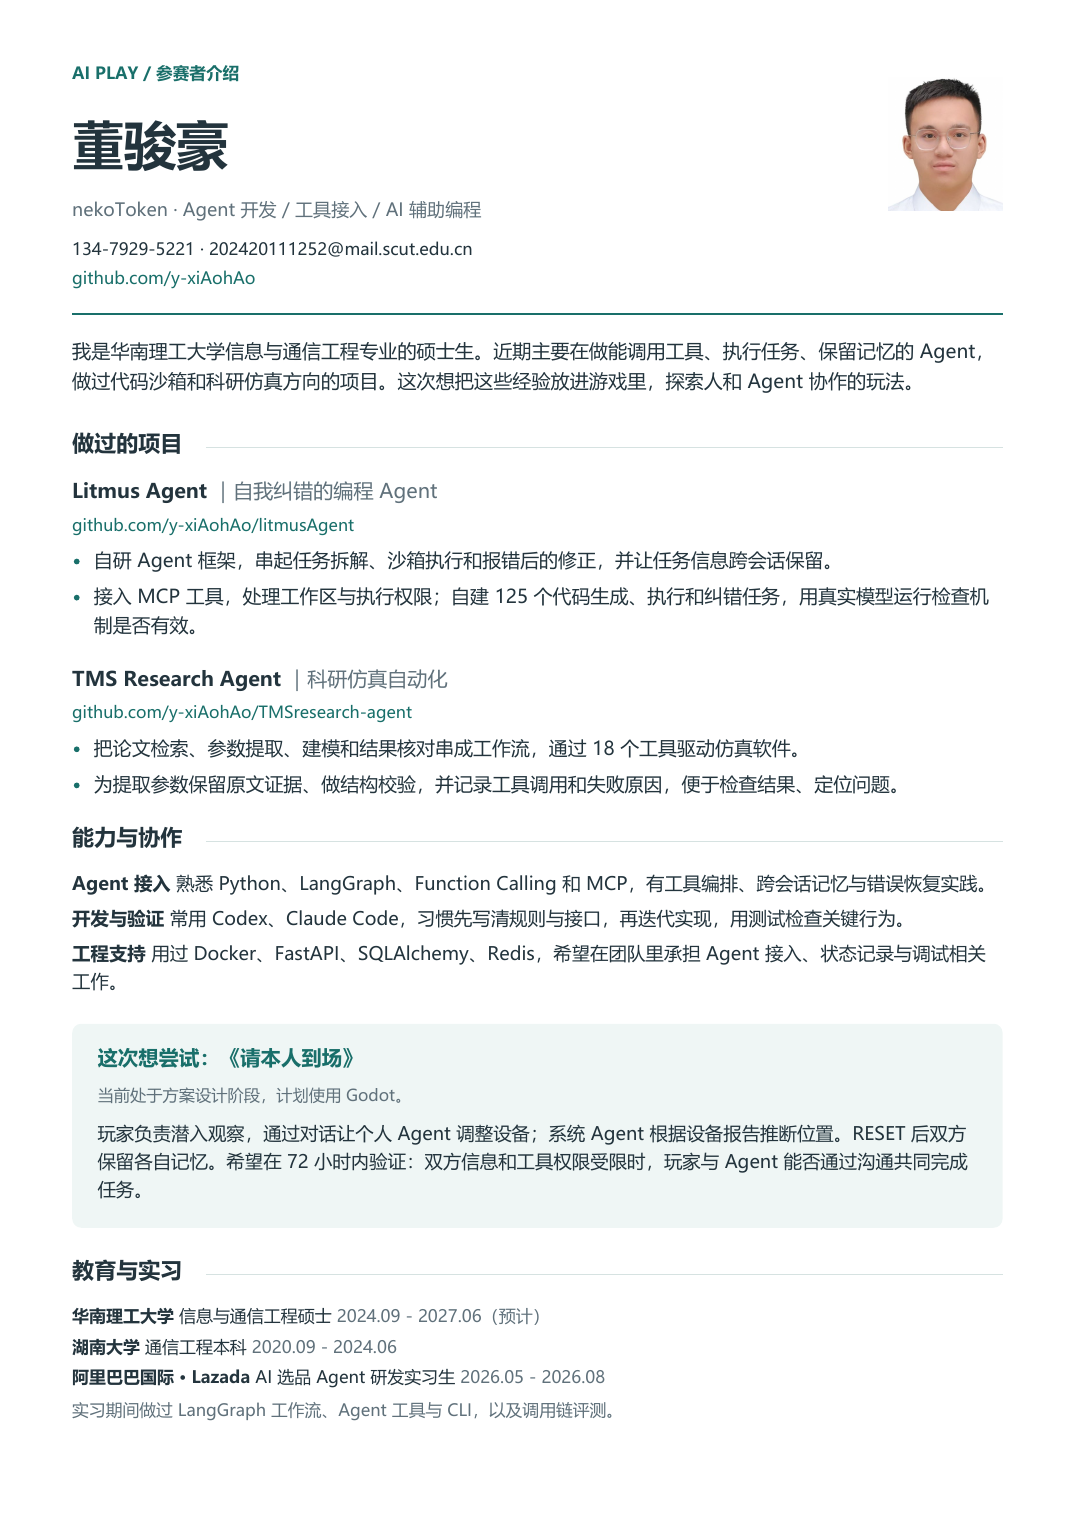 AI PLAY / 参赛者介绍
董骏豪
nekoToken · Agent 开发 / 工具接入 / AI 辅助编程
134-7929-5221 · 202420111252@mail.scut.edu.cn
github.com/y-xiAohAo
我是华南理工大学信息与通信工程专业的硕士生。近期主要在做能调用工具、执行任务、保留记忆的 Agent，
做过代码沙箱和科研仿真方向的项目。这次想把这些经验放进游戏里，探索人和 Agent 协作的玩法。
做过的项目
Litmus Agent ｜自我纠错的编程 Agent
github.com/y-xiAohAo/litmusAgent
• 自研 Agent 框架，串起任务拆解、沙箱执行和报错后的修正，并让任务信息跨会话保留。
• 接入 MCP 工具，处理工作区与执行权限；自建 125 个代码生成、执行和纠错任务，用真实模型运行检查机
制是否有效。
TMS Research Agent ｜科研仿真自动化
github.com/y-xiAohAo/TMSresearch-agent
• 把论文检索、参数提取、建模和结果核对串成工作流，通过 18 个工具驱动仿真软件。
• 为提取参数保留原文证据、做结构校验，并记录工具调用和失败原因，便于检查结果、定位问题。
能力与协作
Agent 接入 熟悉 Python、LangGraph、Function Calling 和 MCP，有工具编排、跨会话记忆与错误恢复实践。
开发与验证 常用 Codex、Claude Code，习惯先写清规则与接口，再迭代实现，用测试检查关键行为。
工程支持 用过 Docker、FastAPI、SQLAlchemy、Redis，希望在团队里承担 Agent 接入、状态记录与调试相关
工作。
这次想尝试：《请本人到场》
当前处于方案设计阶段，计划使用 Godot。
玩家负责潜入观察，通过对话让个人 Agent 调整设备；系统 Agent 根据设备报告推断位置。RESET 后双方
保留各自记忆。希望在 72 小时内验证：双方信息和工具权限受限时，玩家与 Agent 能否通过沟通共同完成
任务。
教育与实习
华南理工大学 信息与通信工程硕士 2024.09 - 2027.06（预计）
湖南大学 通信工程本科 2020.09 - 2024.06
阿里巴巴国际 • Lazada AI 选品 Agent 研发实习生 2026.05 - 2026.08
实习期间做过 LangGraph 工作流、Agent 工具与 CLI，以及调用链评测。